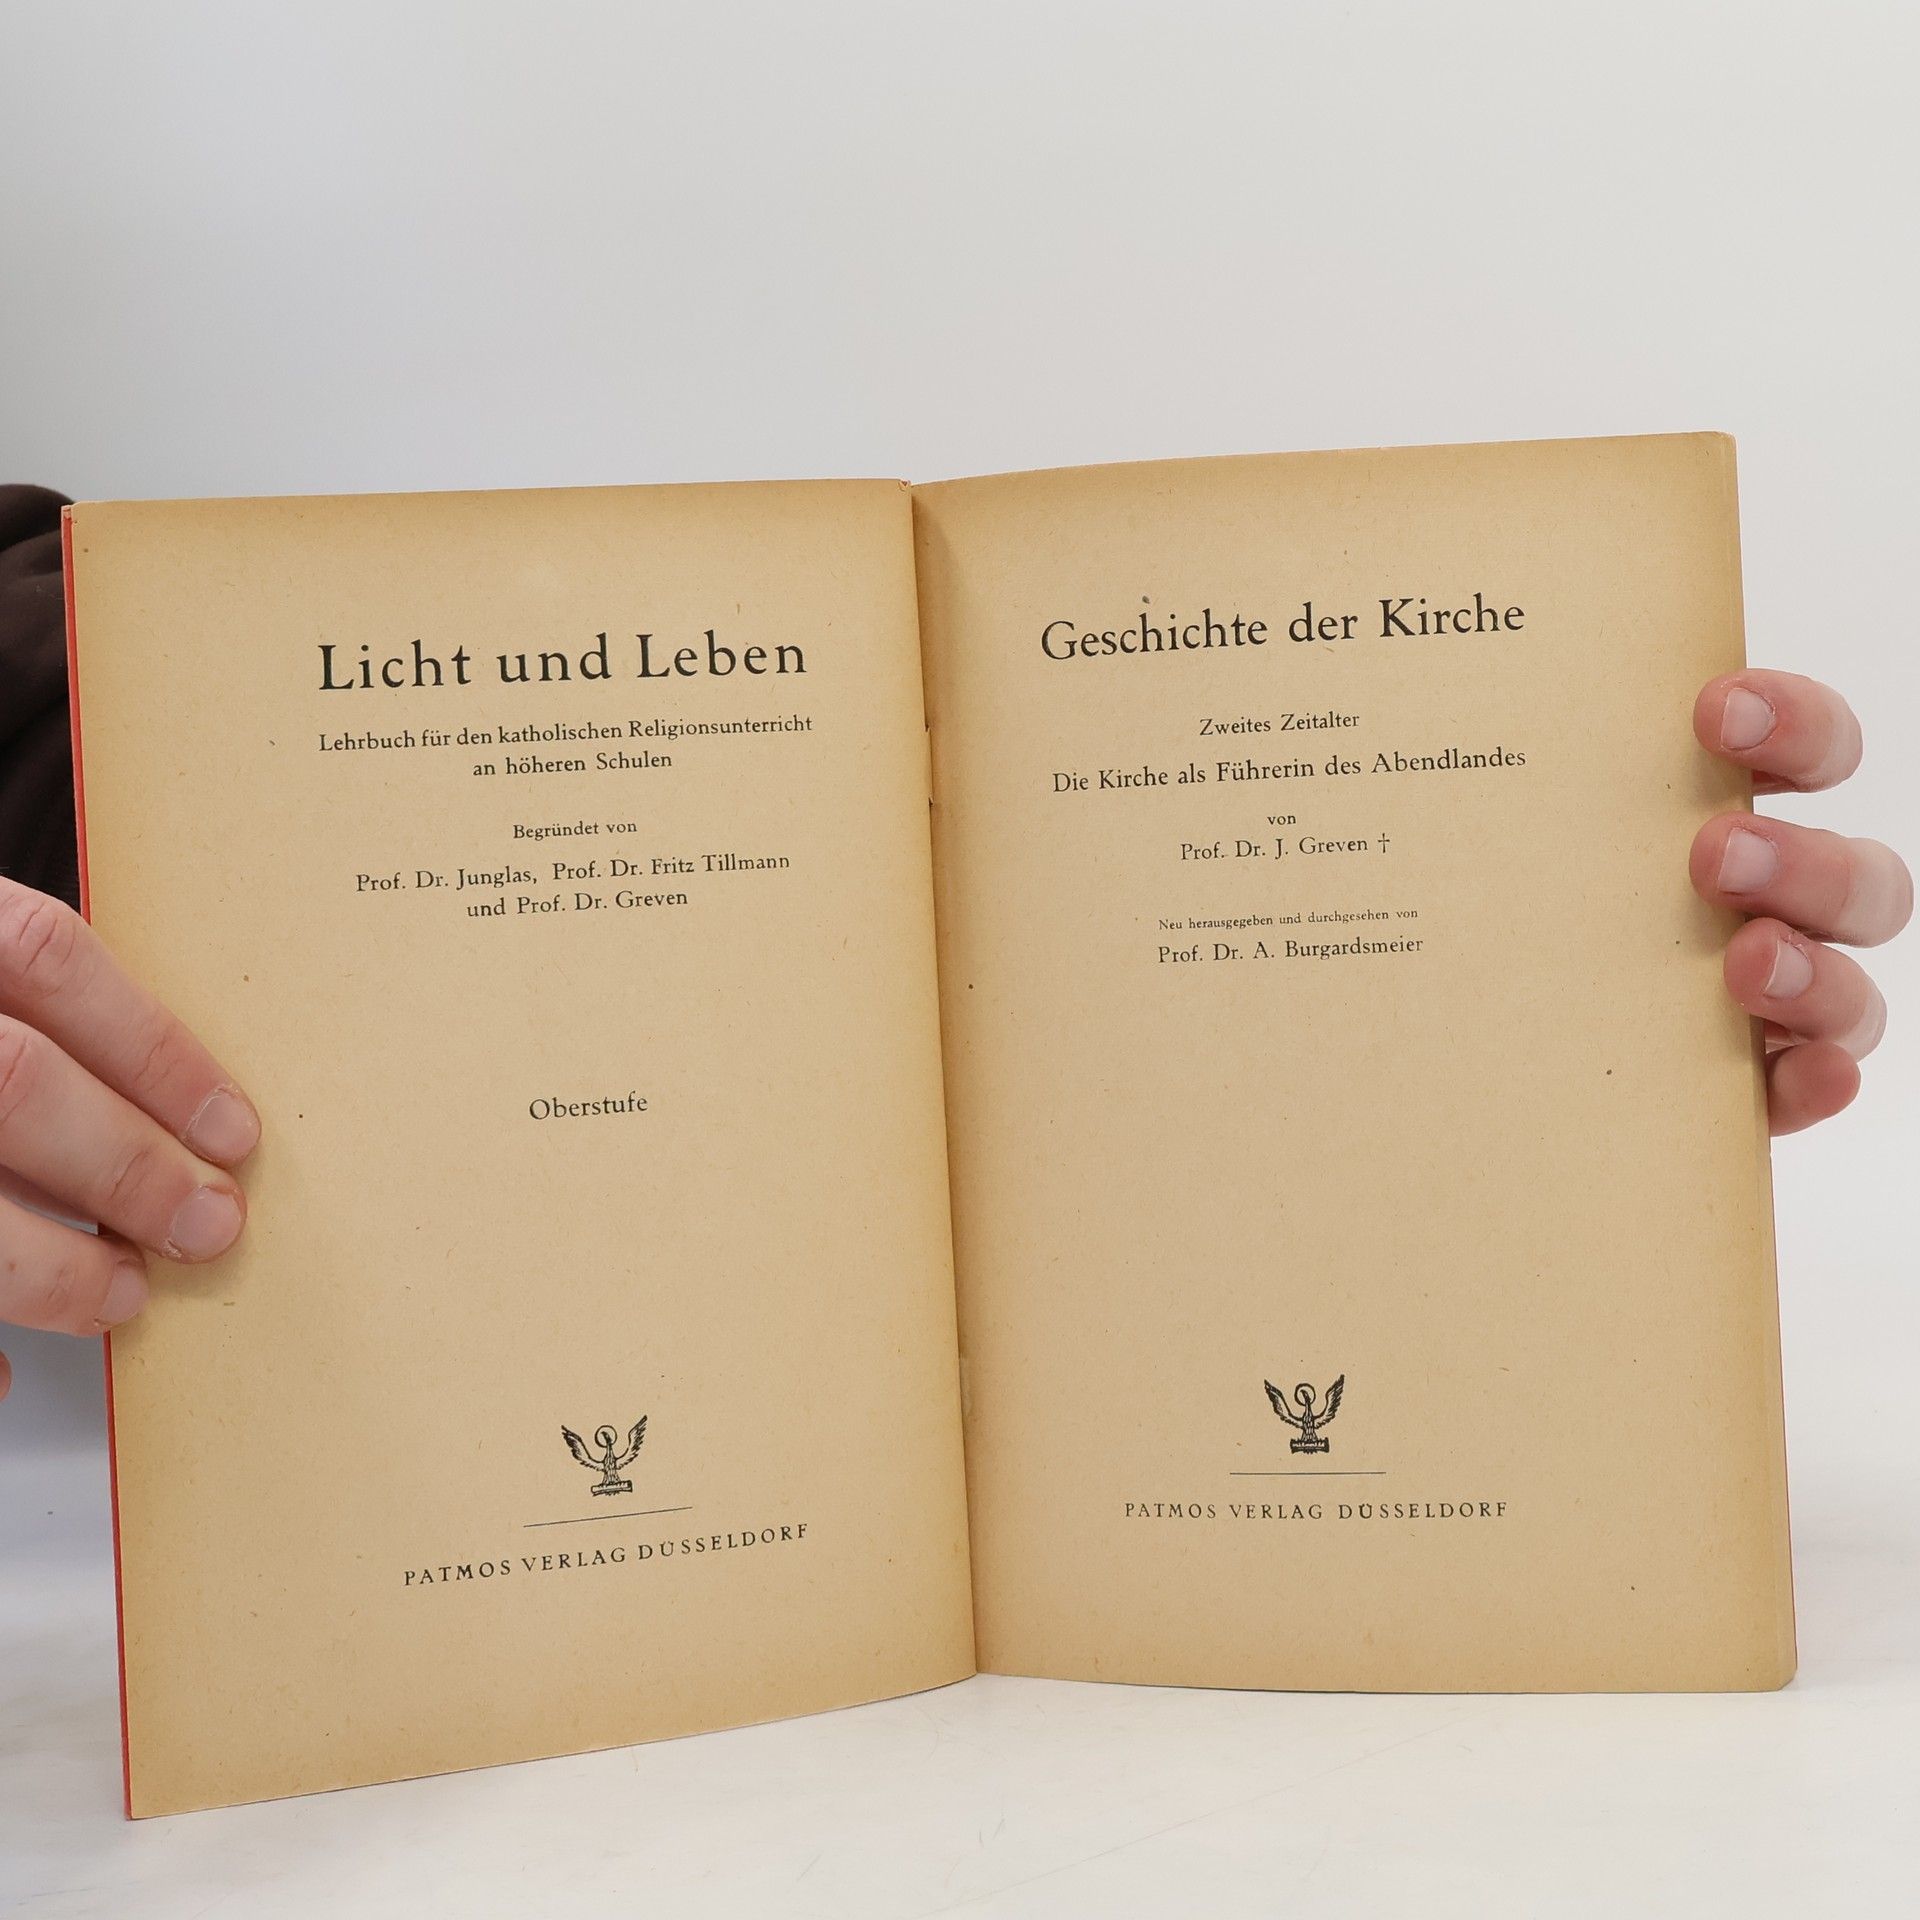 Licht und Leben
Lehrbuch für den katholischen Religionsunterricht
an höheren Schulen
Begründet von
Prof. Dr. Junglas, Prof. Dr. Fritz Tillmann
und Prof. Dr. Greven
Oberstufe
PATMOS VERLAG DÜSSELDORF
Geschichte der Kirche
Zweites Zeitalter
Die Kirche als Führerin des Abendlandes
von
Prof. Dr. J. Greven †
Neu herausgegeben und durchgesehen von
Prof. Dr. A. Burgardsmeier
PATMOS VERLAG DÜSSELDORF